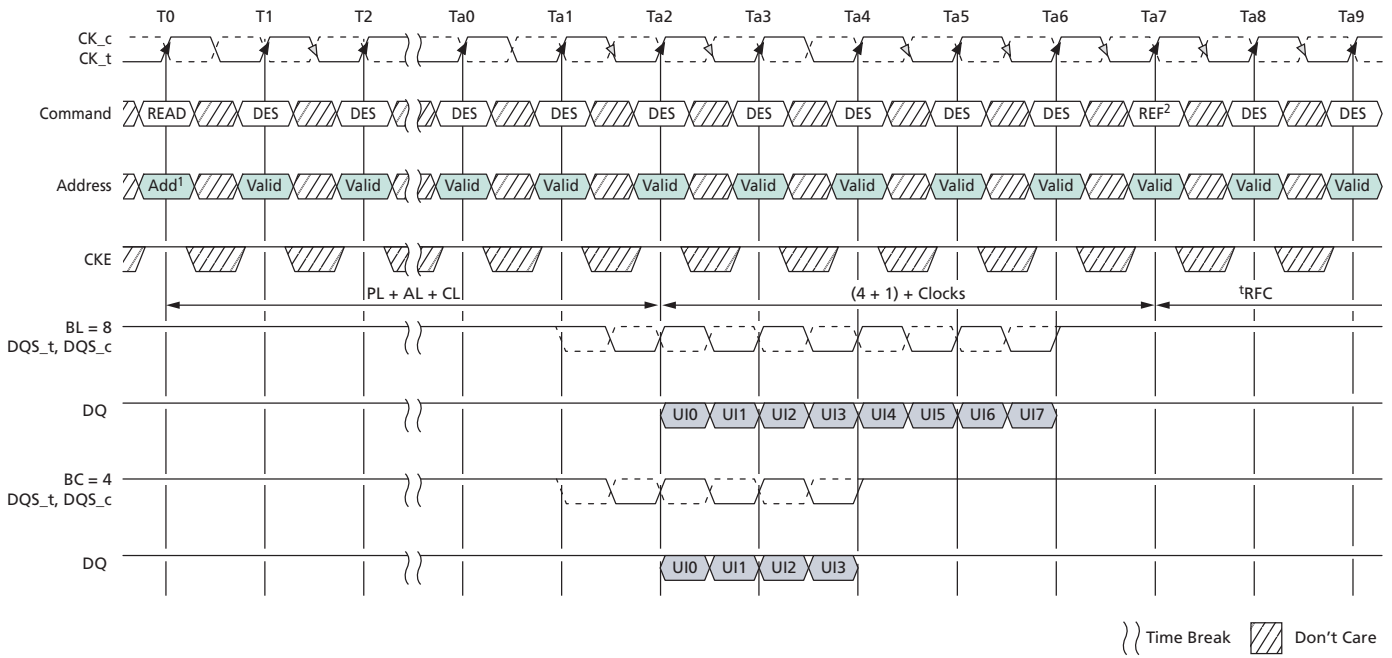 T0 T1 T2 Ta0 Ta1 Ta2 Ta3 Ta4 Ta5 Ta6 Ta7 Ta8 Ta9
CK_c
CK_t
Command READ DES DES DES DES DES DES DES DES DES REF2 DES DES
Address Add1 Valid Valid Valid Valid Valid Valid Valid Valid Valid Valid Valid Valid
CKE
PL + AL + CL (4 + 1) + Clocks tRFC
BL = 8
DQS_t, DQS_c
DQ UI0 UI1 UI2 UI3 UI4 UI5 UI6 UI7
BC = 4
DQS_t, DQS_c
DQ UI0 UI1 UI2 UI3
Time Break Don't Care